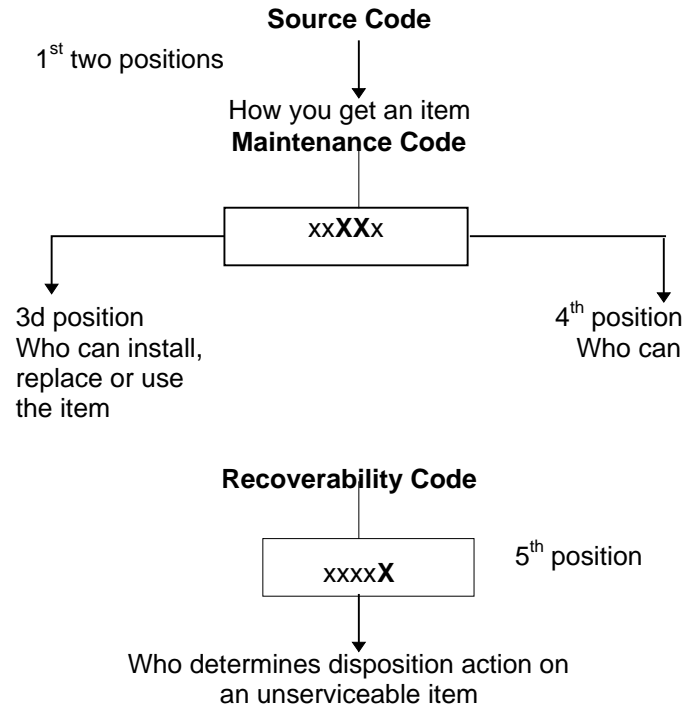 Source Code
1st two positions
How you get an item
Maintenance Code
xxXXx
3d position
Who can install,
replace or use
the item
4th position
Who can
Recoverability Code
xxxxX
5th position
Who determines disposition action on
an unserviceable item